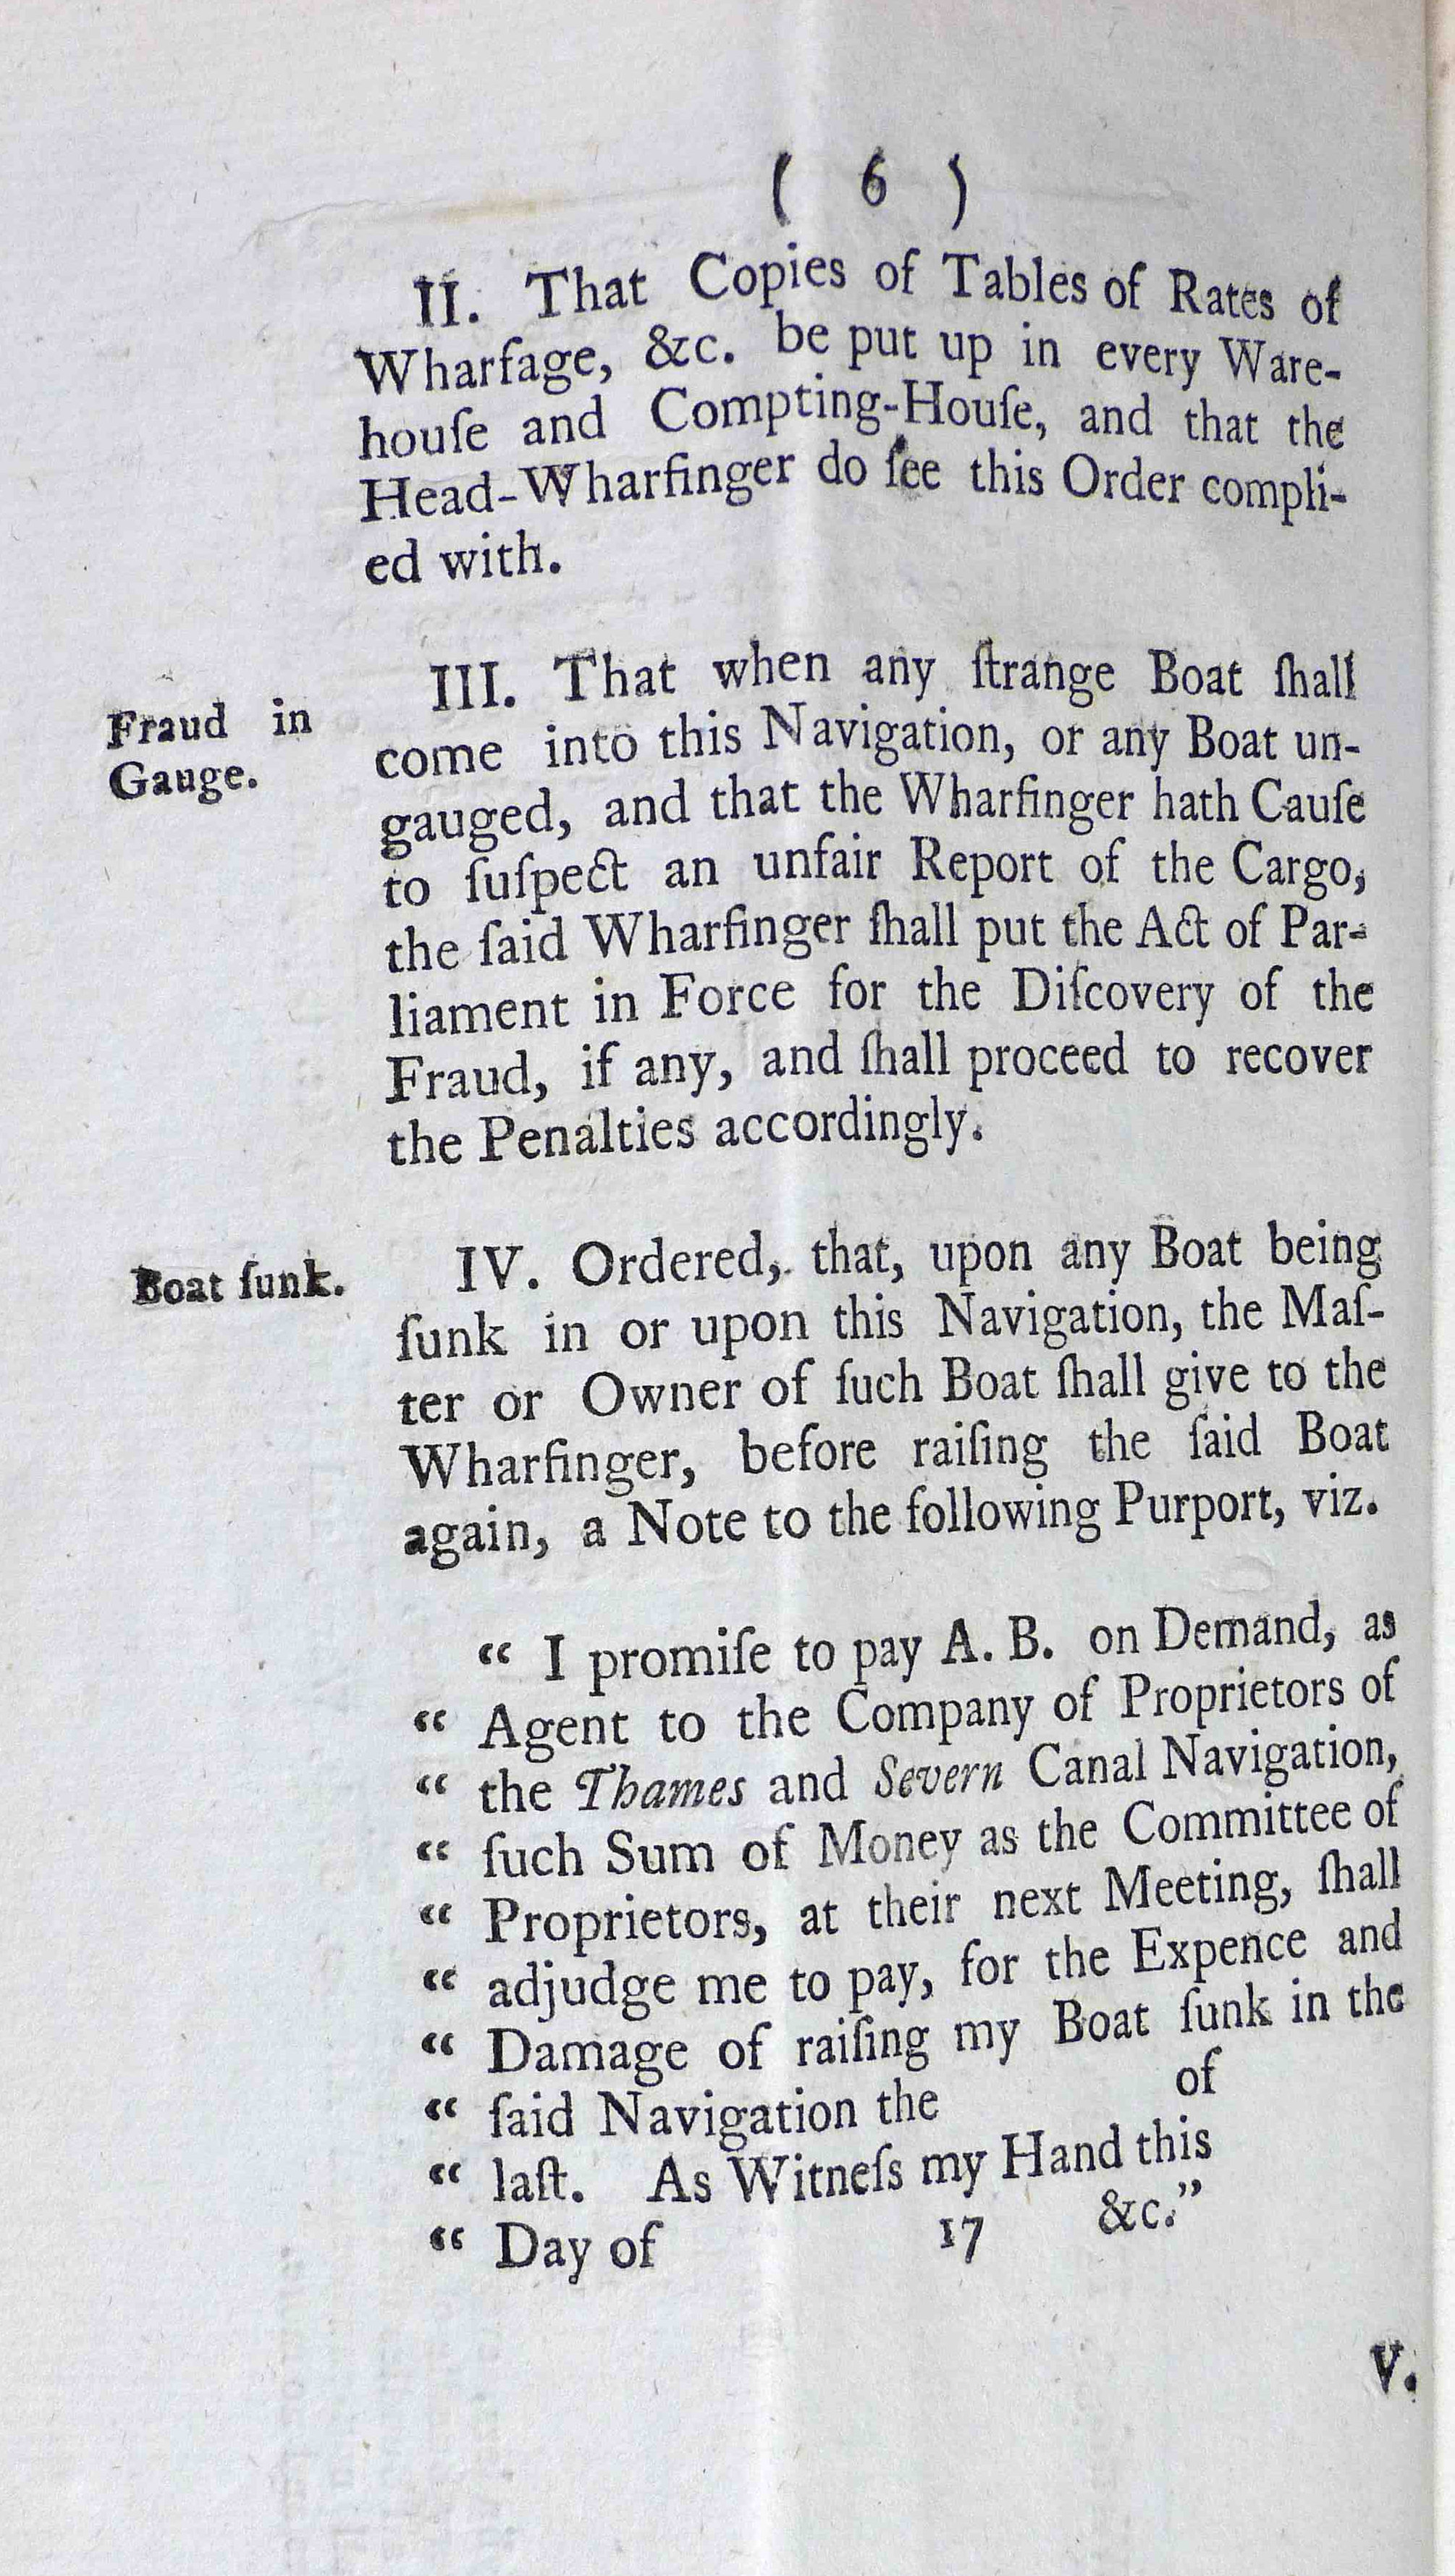 ( 6 )
II. That Copies of Tables of Rates of
Wharfage, &c. be put up in every Ware-
houſe and Compting-Houſe, and that the
Head-Wharfinger do ſee this Order compli-
ed with.
Fraud in
Gauge.
III. That when any ſtrange Boat ſhall
come into this Navigation, or any Boat un-
gauged, and that the Wharfinger hath Cauſe
to ſuſpect an unfair Report of the Cargo,
the ſaid Wharfinger ſhall put the Act of Par-
liament in Force for the Diſcovery of the
Fraud, if any, and ſhall proceed to recover
the Penalties accordingly.
Boat ſunk.
IV. Ordered, that, upon any Boat being
ſunk in or upon this Navigation, the Maſ-
ter or Owner of ſuch Boat ſhall give to the
Wharfinger, before raiſing the ſaid Boat
again, a Note to the following Purport, viz.
“ I promiſe to pay A. B. on Demand, as
“ Agent to the Company of Proprietors of
“ the Thames and Severn Canal Navigation,
“ ſuch Sum of Money as the Committee of
“ Proprietors, at their next Meeting, ſhall
“ adjudge me to pay, for the Expence and
“ Damage of raiſing my Boat ſunk in the
“ ſaid Navigation the of
“ laſt. As Witneſs my Hand this
“ Day of 17 &c.”
V.